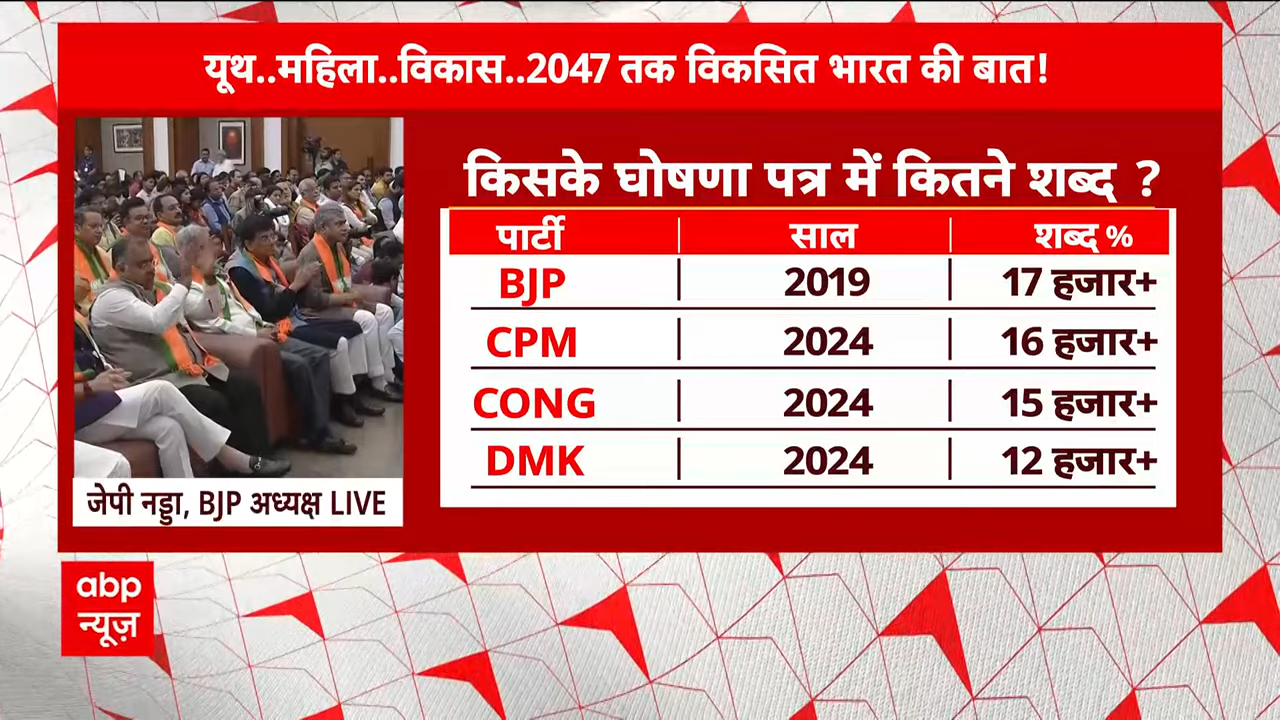 यूथ..महिला..विकास..2047 तक विकसित भारत की बात!
किसके घोषणा पत्र में कितने शब्द ?
पार्टी साल शब्द %
BJP 2019 17 हजार+
CPM 2024 16 हजार+
CONG 2024 15 हजार+
DMK 2024 12 हजार+
जेपी नड्डा, BJP अध्यक्ष LIVE
abp
न्यूज़